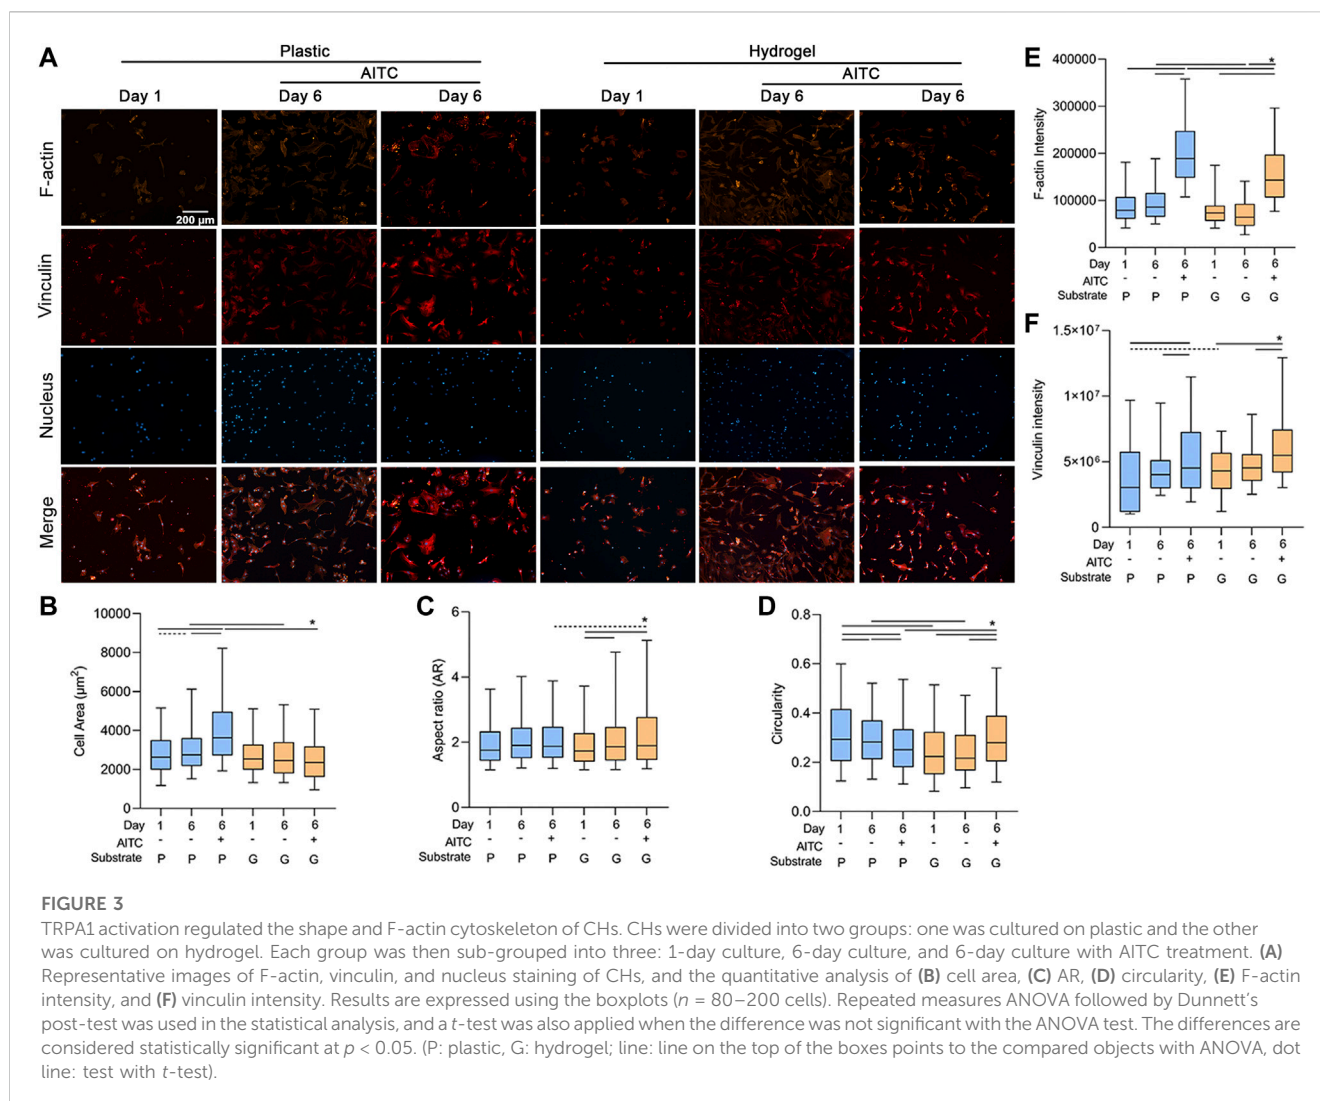 A
Plastic
Hydrogel
AITC
AITC
Day 1
Day 6
Day 6
Day 1
Day 6
Day 6
F-actin
200 µm
Vinculin
Nucleus
Merge
B
10000
8000
6000
4000
2000
0
Cell Area (µm²)
*
Day 1 6 6 1 6 6
AITC - - + - - +
Substrate P P P G G G
C
6
4
2
0
Aspect ratio (AR)
*
Day 1 6 6 1 6 6
AITC - - + - - +
Substrate P P P G G G
D
0.8
0.6
0.4
0.2
0.0
Circularity
*
Day 1 6 6 1 6 6
AITC - - + - - +
Substrate P P P G G G
E
400000
300000
200000
100000
0
F-actin Intensity
*
Day 1 6 6 1 6 6
AITC - - + - - +
Substrate P P P G G G
F
1.5×10⁷
1×10⁷
5×10⁶
0
Vinculin intensity
*
Day 1 6 6 1 6 6
AITC - - + - - +
Substrate P P P G G G
FIGURE 3
TRPA1 activation regulated the shape and F-actin cytoskeleton of CHs. CHs were divided into two groups: one was cultured on plastic and the other
was cultured on hydrogel. Each group was then sub-grouped into three: 1-day culture, 6-day culture, and 6-day culture with AITC treatment. (A)
Representative images of F-actin, vinculin, and nucleus staining of CHs, and the quantitative analysis of (B) cell area, (C) AR, (D) circularity, (E) F-actin
intensity, and (F) vinculin intensity. Results are expressed using the boxplots (n = 80–200 cells). Repeated measures ANOVA followed by Dunnett's
post-test was used in the statistical analysis, and a t-test was also applied when the difference was not significant with the ANOVA test. The differences are
considered statistically significant at p < 0.05. (P: plastic, G: hydrogel; line: line on the top of the boxes points to the compared objects with ANOVA, dot
line: test with t-test).